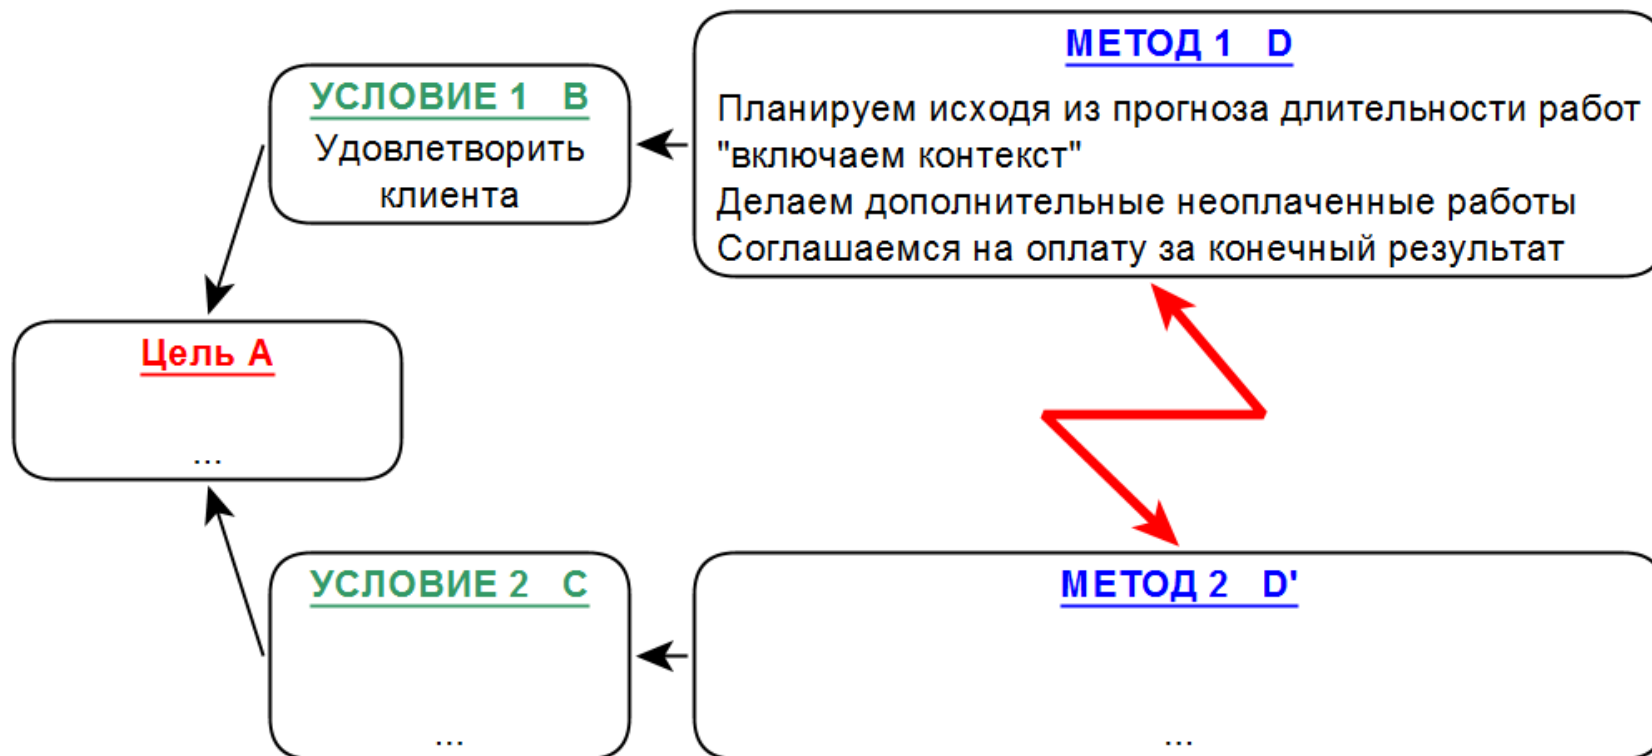 МЕТОД 1 D
Планируем исходя из прогноза длительности работ
"включаем контекст"
Делаем дополнительные неоплаченные работы
Соглашаемся на оплату за конечный результат
УСЛОВИЕ 1 B
Удовлетворить
клиента
Цель A
...
УСЛОВИЕ 2 C
...
МЕТОД 2 D'
...